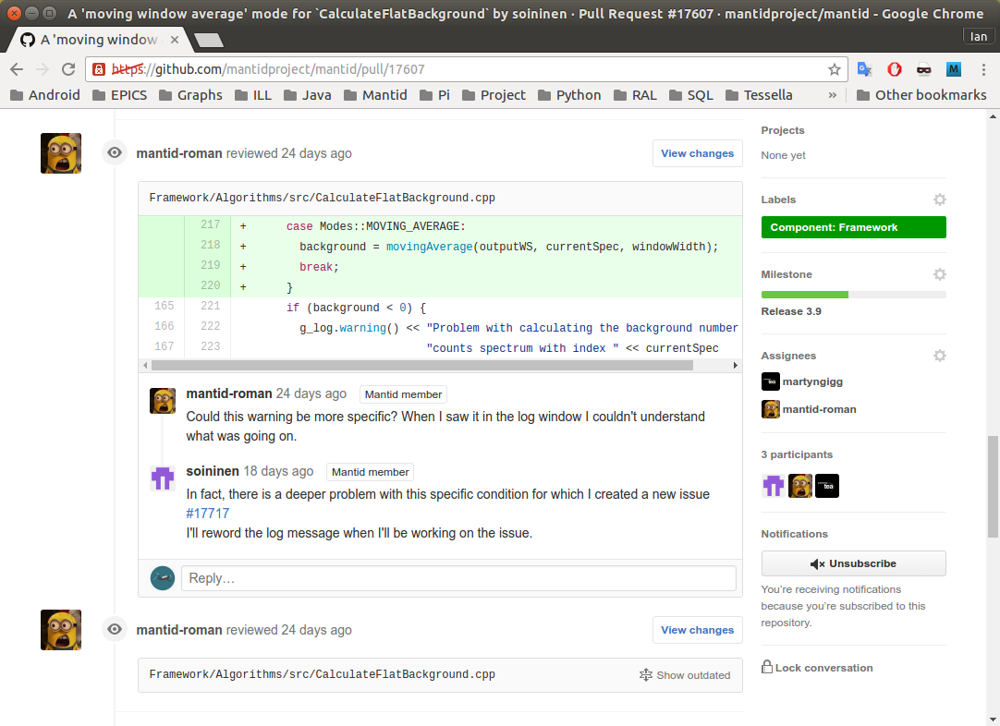 A 'moving window average' mode for `CalculateFlatBackground` by soininen · Pull Request #17607 · mantidproject/mantid - Google Chrome
A 'moving window
Ian
https://github.com/mantidproject/mantid/pull/17607
Android EPICS Graphs ILL Java Mantid Pi Project Python RAL SQL Tessella » Other bookmarks
mantid-roman reviewed 24 days ago
View changes
Framework/Algorithms/src/CalculateFlatBackground.cpp
217 + case Modes::MOVING_AVERAGE:
218 + background = movingAverage(outputWS, currentSpec, windowWidth);
219 + break;
220 + }
165 221 if (background < 0) {
166 222 g_log.warning() << "Problem with calculating the background number
167 223 "counts spectrum with index " << currentSpec
mantid-roman 24 days ago Mantid member
Could this warning be more specific? When I saw it in the log window I couldn't understand
what was going on.
soininen 18 days ago Mantid member
In fact, there is a deeper problem with this specific condition for which I created a new issue
#17717
I'll reword the log message when I'll be working on the issue.
Reply…
mantid-roman reviewed 24 days ago
View changes
Framework/Algorithms/src/CalculateFlatBackground.cpp
Show outdated
Projects
None yet
Labels
Component: Framework
Milestone
Release 3.9
Assignees
martyngigg
mantid-roman
3 participants
Notifications
Unsubscribe
You're receiving notifications
because you're subscribed to this
repository.
Lock conversation